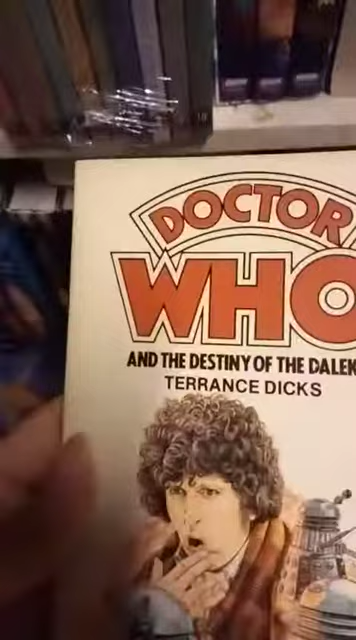 DOCTOR
WHO
AND THE DESTINY OF THE DALEK
TERRANCE DICKS